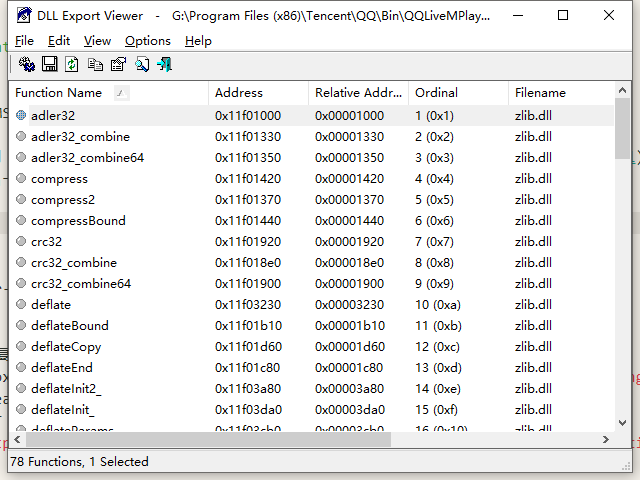 DLL Export Viewer - G:\Program Files (x86)\Tencent\QQ\Bin\QQLiveMPlay...
File Edit View Options Help
Function Name Address Relative Addr... Ordinal Filename
adler32 0x11f01000 0x00001000 1 (0x1) zlib.dll
adler32_combine 0x11f01330 0x00001330 2 (0x2) zlib.dll
adler32_combine64 0x11f01350 0x00001350 3 (0x3) zlib.dll
compress 0x11f01420 0x00001420 4 (0x4) zlib.dll
compress2 0x11f01370 0x00001370 5 (0x5) zlib.dll
compressBound 0x11f01440 0x00001440 6 (0x6) zlib.dll
crc32 0x11f01920 0x00001920 7 (0x7) zlib.dll
crc32_combine 0x11f018e0 0x000018e0 8 (0x8) zlib.dll
crc32_combine64 0x11f01900 0x00001900 9 (0x9) zlib.dll
deflate 0x11f03230 0x00003230 10 (0xa) zlib.dll
deflateBound 0x11f01b10 0x00001b10 11 (0xb) zlib.dll
deflateCopy 0x11f01d60 0x00001d60 12 (0xc) zlib.dll
deflateEnd 0x11f01c80 0x00001c80 13 (0xd) zlib.dll
deflateInit2_ 0x11f03a80 0x00003a80 14 (0xe) zlib.dll
deflateInit_ 0x11f03da0 0x00003da0 15 (0xf) zlib.dll
deflateParams 0x11f03cb0 0x00003cb0 16 (0x10) zlib.dll
78 Functions, 1 Selected